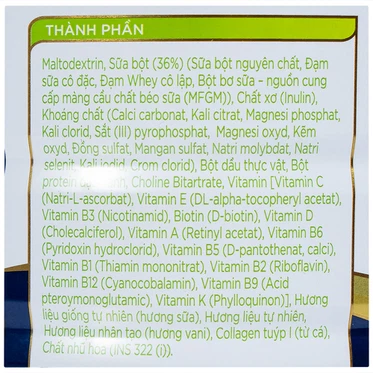 THÀNH PHẦN
Maltodextrin, Sữa bột (36%) (Sữa bột nguyên chất, Đạm
sữa cô đặc, Đạm Whey cô lập, Bột bơ sữa - nguồn cung
cấp màng cầu chất béo sữa (MFGM)), Chất xơ (Inulin),
Khoáng chất (Calci carbonat, Kali citrat, Magnesi phosphat,
Kali clorid, Sắt (III) pyrophosphat, Magnesi oxyd, Kẽm
oxyd, Đồng sulfat, Mangan sulfat, Natri molybdat, Natri
selenit, Kali iodid, Crom clorid), Bột dầu thực vật, Bột
protein đậu nành, Choline Bitartrate, Vitamin [Vitamin C
(Natri-L-ascorbat), Vitamin E (DL-alpha-tocopheryl acetat),
Vitamin B3 (Nicotinamid), Biotin (D-biotin), Vitamin D
(Cholecalciferol), Vitamin A (Retinyl acetat), Vitamin B6
(Pyridoxin hydroclorid), Vitamin B5 (D-pantothenat, calci),
Vitamin B1 (Thiamin mononitrat), Vitamin B2 (Riboflavin),
Vitamin B12 (Cyanocobalamin), Vitamin B9 (Acid
pteroymonoglutamic), Vitamin K (Phylloquinon)], Hương
liệu giống tự nhiên (hương sữa), Hương liệu tự nhiên,
Hương liệu nhân tạo (hương vani), Collagen tuýp I (từ cá),
Chất nhũ hóa (INS 322 (i)).